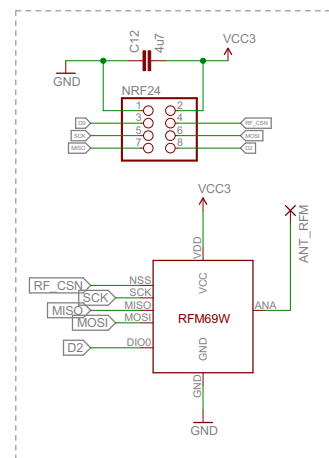 C12
4u7
VCC3
GND
NRF24
1 2
D9 3 4 RF_CSN
SCK 5 6 MOSI
MISO 7 8 D2
VCC3
ANT_RFM
VDD
VCC
RF_CSN NSS
SCK SCK
MISO MISO
MOSI MOSI
RFM69W
ANA
D2 DIO0
GND
GND
GND